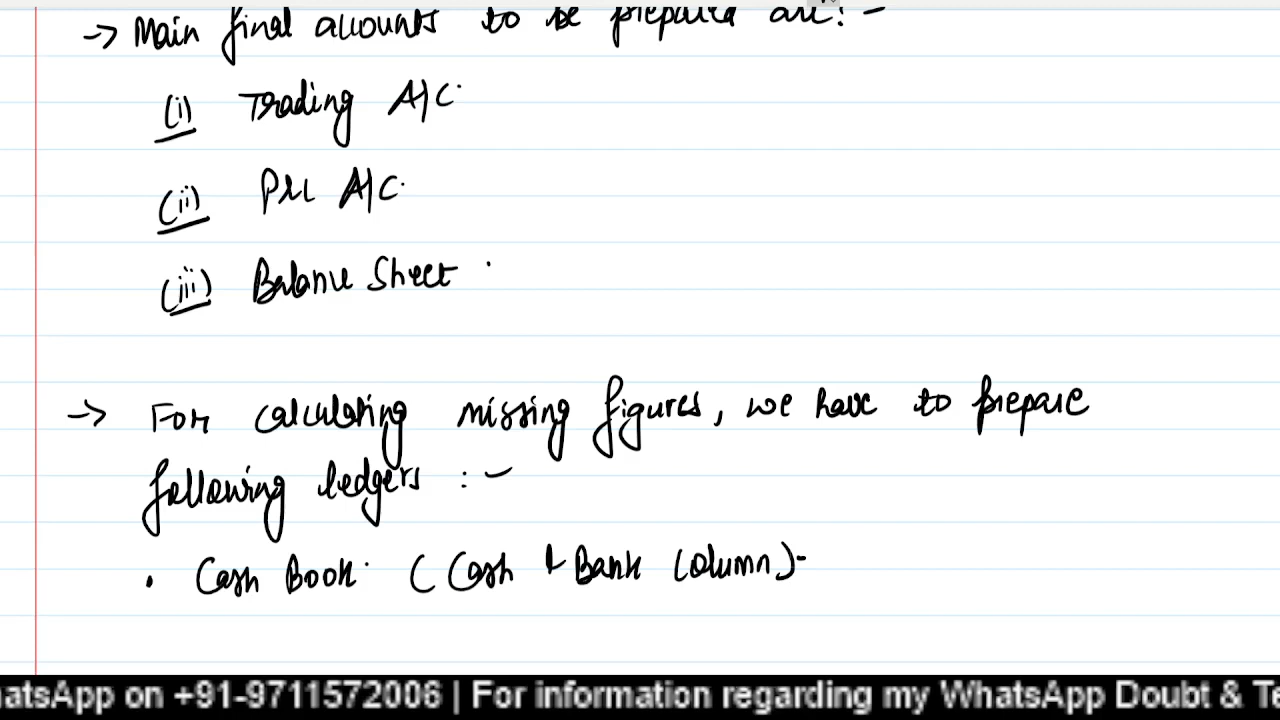 -> Main final accounts to be prepared are:-
(i) Trading A/C.
(ii) P&L A/C.
(iii) Balance Sheet.
-> For calculating missing figures, we have to prepare
following ledgers :-
• Cash Book. (Cash & Bank Column)-
hatsApp on +91-9711572006 | For information regarding my WhatsApp Doubt & Te